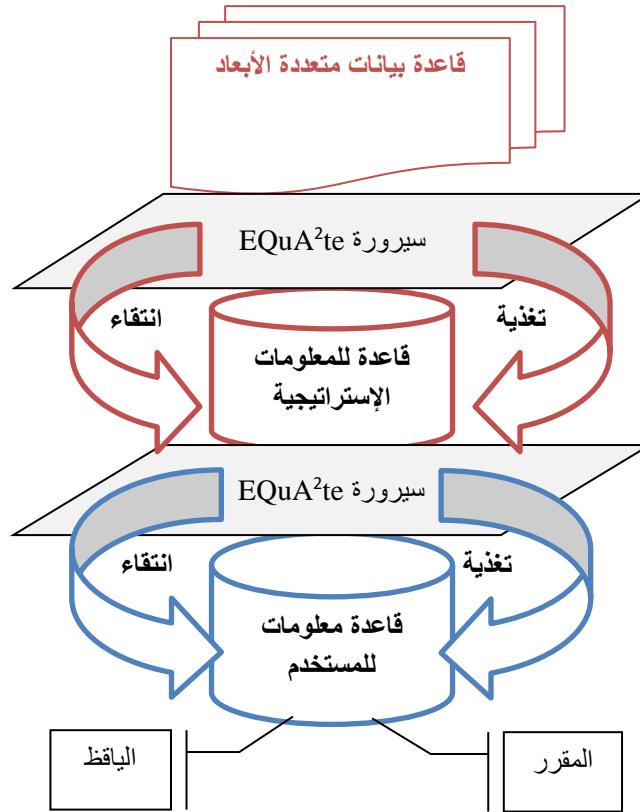 قاعدة بيانات متعددة الأبعاد
سيرورة EQuA²te
تغذية
انتقاء
قاعدة للمعلومات
الإستراتيجية
سيرورة EQuA²te
تغذية
انتقاء
قاعدة معلومات
للمستخدم
المقرر
الياقظ